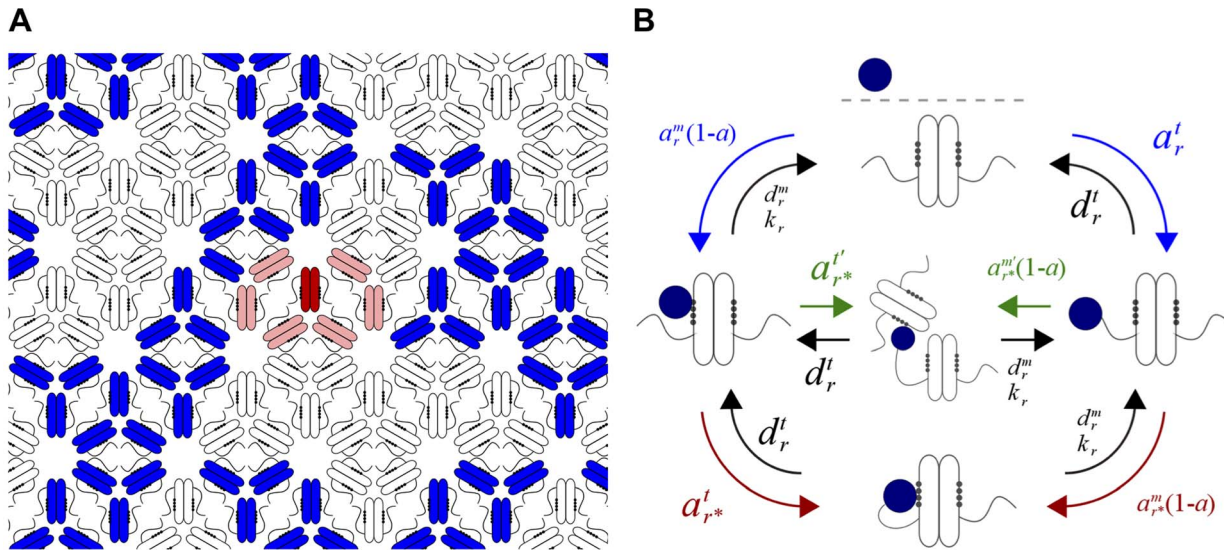 A
B
a_r^m(1-a)
a_r^t
d_r^m
k_r
d_r^t
a_{r*}^{t'}
a_{r*}^{m'}(1-a)
d_r^t
d_r^m
k_r
d_r^t
d_r^m
k_r
a_{r*}^t
a_{r*}^m(1-a)